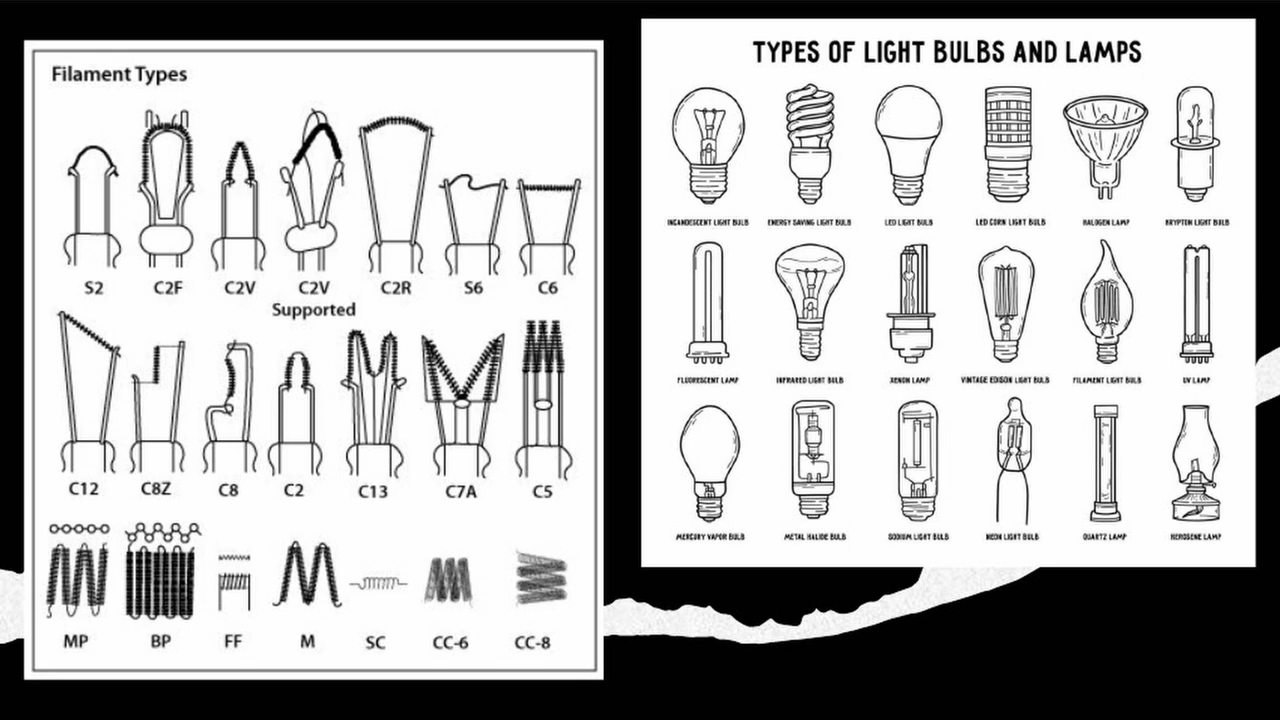 Filament Types
S2 C2F C2V C2V C2R S6 C6
Supported
C12 C8Z C8 C2 C13 C7A C5
MP BP FF M SC CC-6 CC-8
TYPES OF LIGHT BULBS AND LAMPS
INCANDESCENT LIGHT BULB ENERGY SAVING LIGHT BULB LED LIGHT BULB LED CORN LIGHT BULB HALOGEN LAMP KRYPTON LIGHT BULB
FLUORESCENT LAMP INFRARED LIGHT BULB XENON LAMP VINTAGE EDISON LIGHT BULB FILAMENT LIGHT BULB UV LAMP
MERCURY VAPOR BULB METAL HALIDE BULB SODIUM LIGHT BULB NEON LIGHT BULB QUARTZ LAMP KEROSENE LAMP